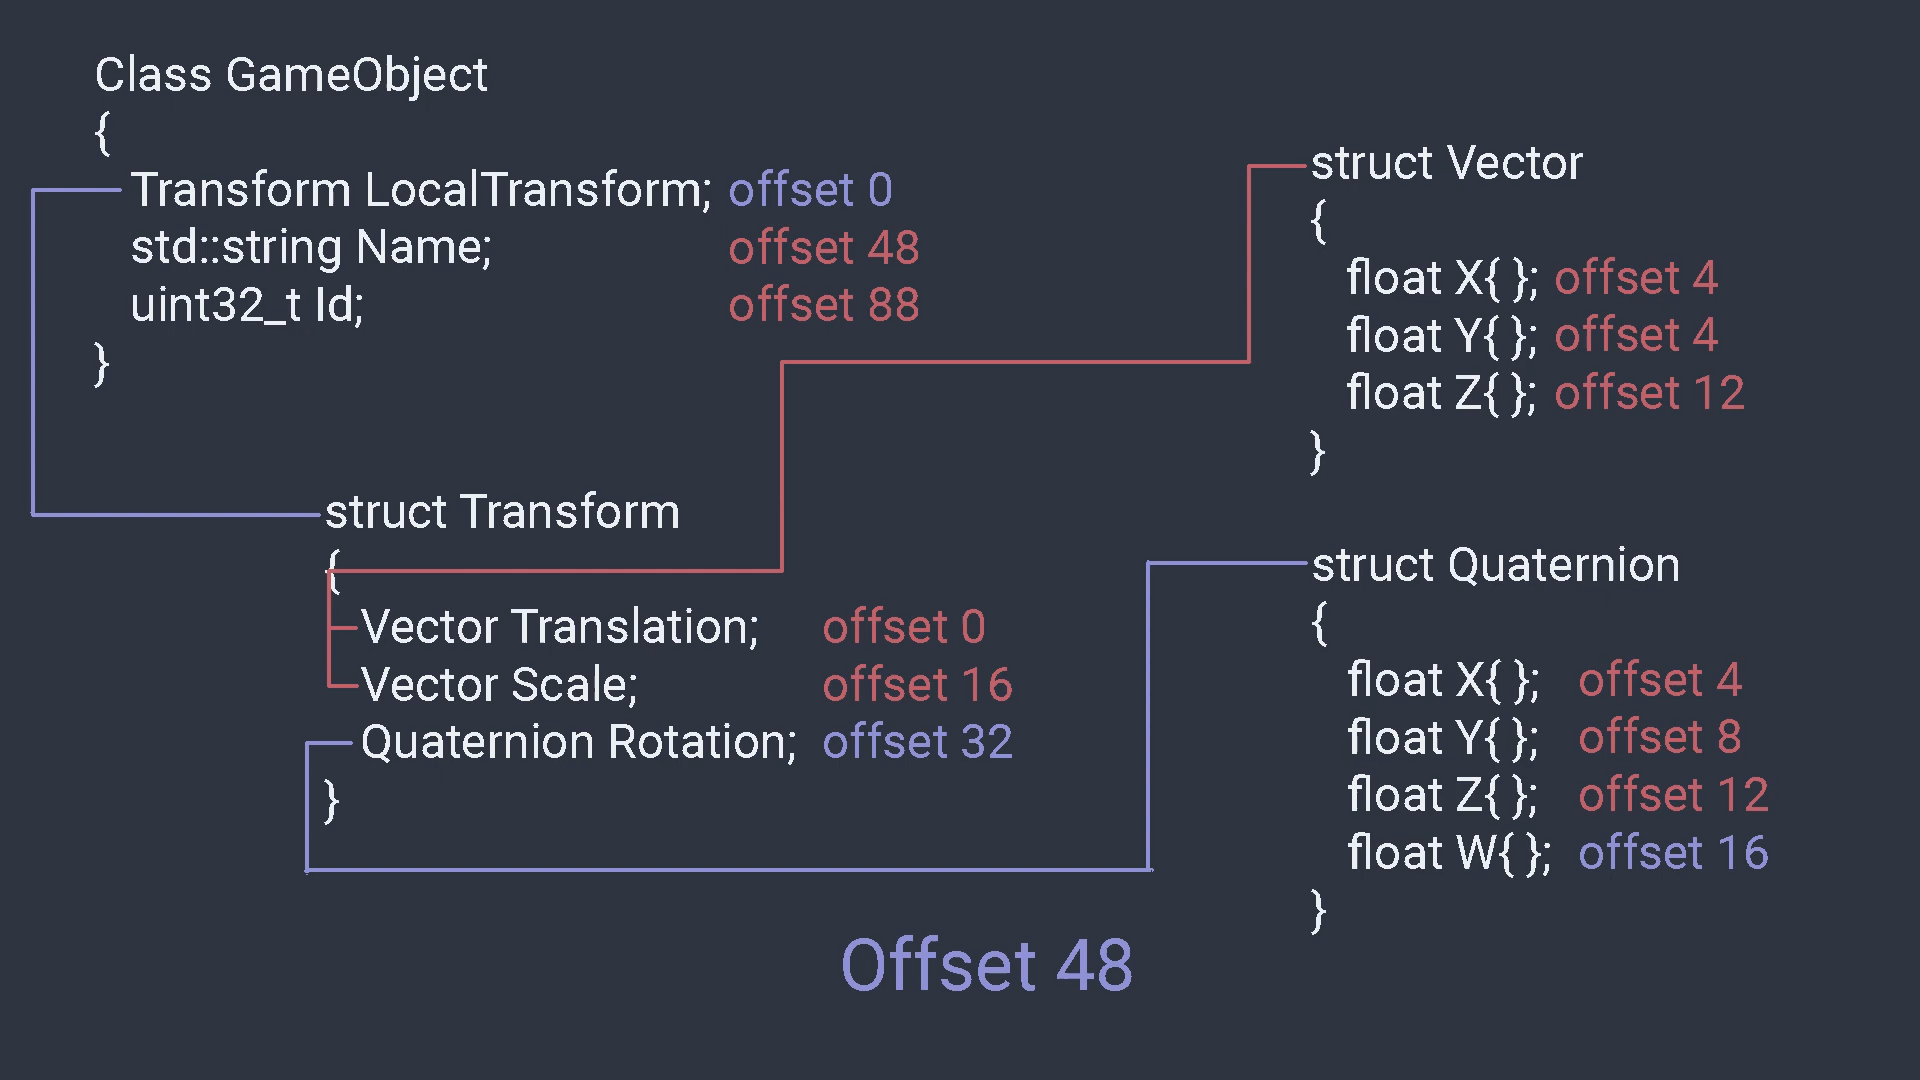 Class GameObject
{
Transform LocalTransform; offset 0
std::string Name; offset 48
uint32_t Id; offset 88
}
struct Transform
{
Vector Translation; offset 0
Vector Scale; offset 16
Quaternion Rotation; offset 32
}
struct Vector
{
float X{ }; offset 4
float Y{ }; offset 4
float Z{ }; offset 12
}
struct Quaternion
{
float X{ }; offset 4
float Y{ }; offset 8
float Z{ }; offset 12
float W{ }; offset 16
}
Offset 48